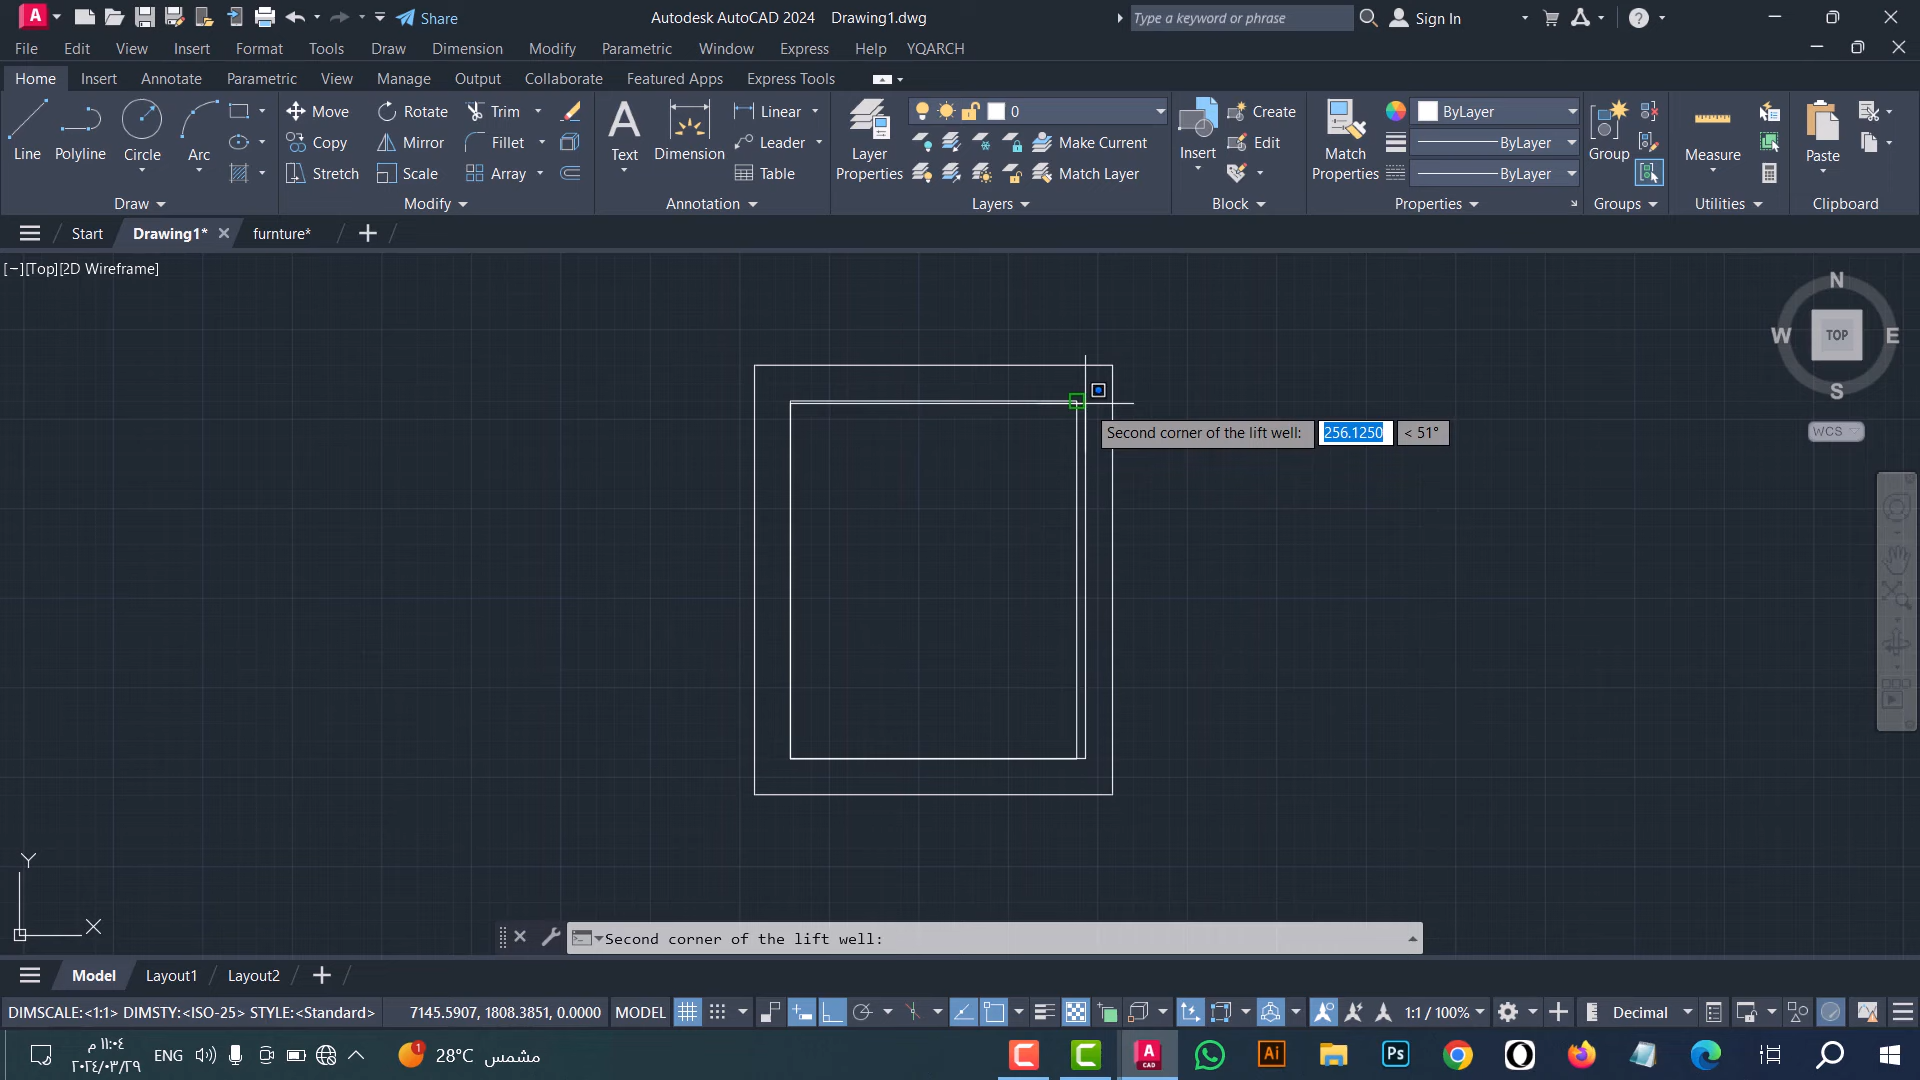 A CAD Share Autodesk AutoCAD 2024 Drawing1.dwg Type a keyword or phrase Sign In
File Edit View Insert Format Tools Draw Dimension Modify Parametric Window Express Help YQARCH
Home Insert Annotate Parametric View Manage Output Collaborate Featured Apps Express Tools
Line Polyline Circle Arc
Move Rotate Trim
Copy Mirror Fillet
Stretch Scale Array
Text Dimension
Linear
Leader
Table
Layer Properties
0
Make Current
Match Layer
Insert
Create
Edit
Match Properties
ByLayer
ByLayer
ByLayer
Group
Measure
Paste
Draw Modify Annotation Layers Block Properties Groups Utilities Clipboard
Start Drawing1* furnture*
[−][Top][2D Wireframe]
N
W TOP E
S
WCS
Second corner of the lift well: 256.1250 < 51°
Y
X
Second corner of the lift well:
Model Layout1 Layout2
DIMSCALE:<1:1> DIMSTY:<ISO-25> STYLE:<Standard> 7145.5907, 1808.3851, 0.0000 MODEL 1:1 / 100% Decimal
١١:٠٤ م
٢٠٢٤/٠٣/٢٩
ENG
1
28°C مشمس
A CAD Ai Ps